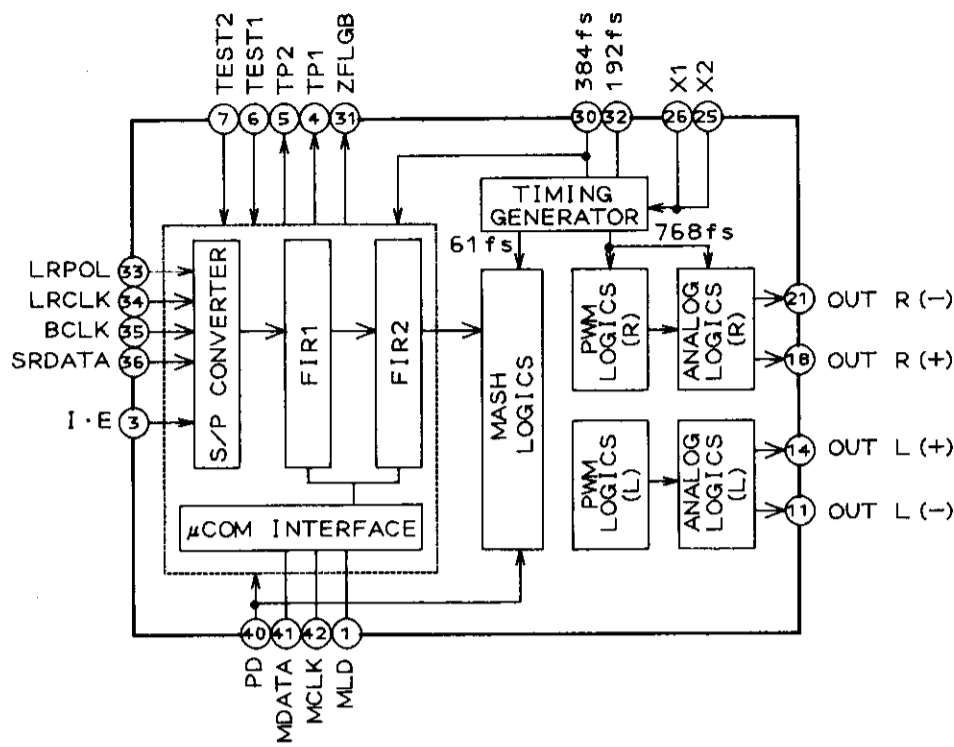 TEST2
TEST1
TP2
TP1
ZFLGB
384fs
192fs
X1
X2
7
6
5
4
31
30
32
26
25
TIMING
GENERATOR
61fs
768fs
LRPOL 33
LRCLK 34
BCLK 35
SRDATA 36
I·E 3
S/P CONVERTER
FIR1
FIR2
MASH
LOGICS
PWM
LOGICS
(R)
ANALOG
LOGICS
(R)
21 OUT R (−)
18 OUT R (+)
PWM
LOGICS
(L)
ANALOG
LOGICS
(L)
14 OUT L (+)
11 OUT L (−)
μCOM INTERFACE
40
41
42
1
PD
MDATA
MCLK
MLD